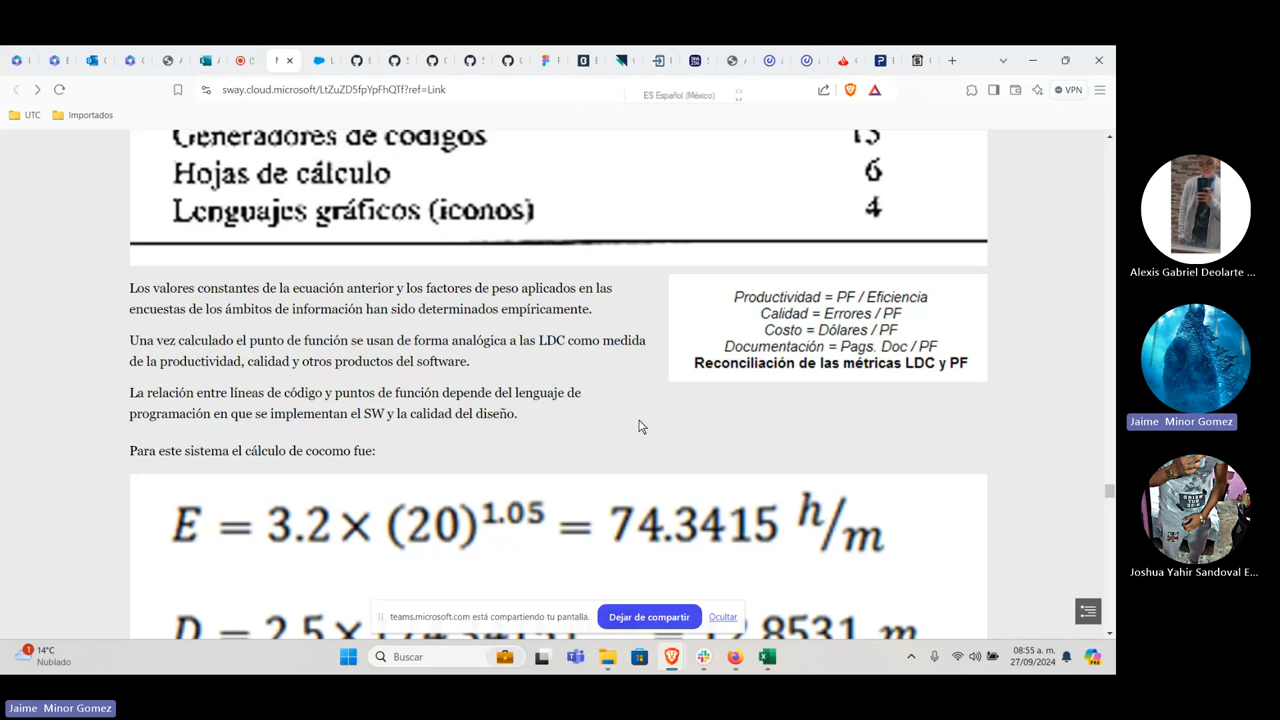 sway.cloud.microsoft/LtZuZD5fpYpFhQTf?ref=Link
ES Español (México)
VPN
UTC
Importados
Generadores de códigos 15
Hojas de cálculo 6
Lenguajes gráficos (iconos) 4
Los valores constantes de la ecuación anterior y los factores de peso aplicados en las
encuestas de los ámbitos de información han sido determinados empíricamente.
Una vez calculado el punto de función se usan de forma analógica a las LDC como medida
de la productividad, calidad y otros productos del software.
La relación entre líneas de código y puntos de función depende del lenguaje de
programación en que se implementan el SW y la calidad del diseño.
Productividad = PF / Eficiencia
Calidad = Errores / PF
Costo = Dólares / PF
Documentación = Pags. Doc / PF
Reconciliación de las métricas LDC y PF
Para este sistema el cálculo de cocomo fue:
E = 3.2 × (20)^1.05 = 74.3415 h/m
teams.microsoft.com está compartiendo tu pantalla.
Dejar de compartir
Ocultar
14°C
Nublado
Buscar
08:55 a. m.
27/09/2024
Alexis Gabriel Deolarte ...
Jaime Minor Gomez
Joshua Yahir Sandoval E...
Jaime Minor Gomez